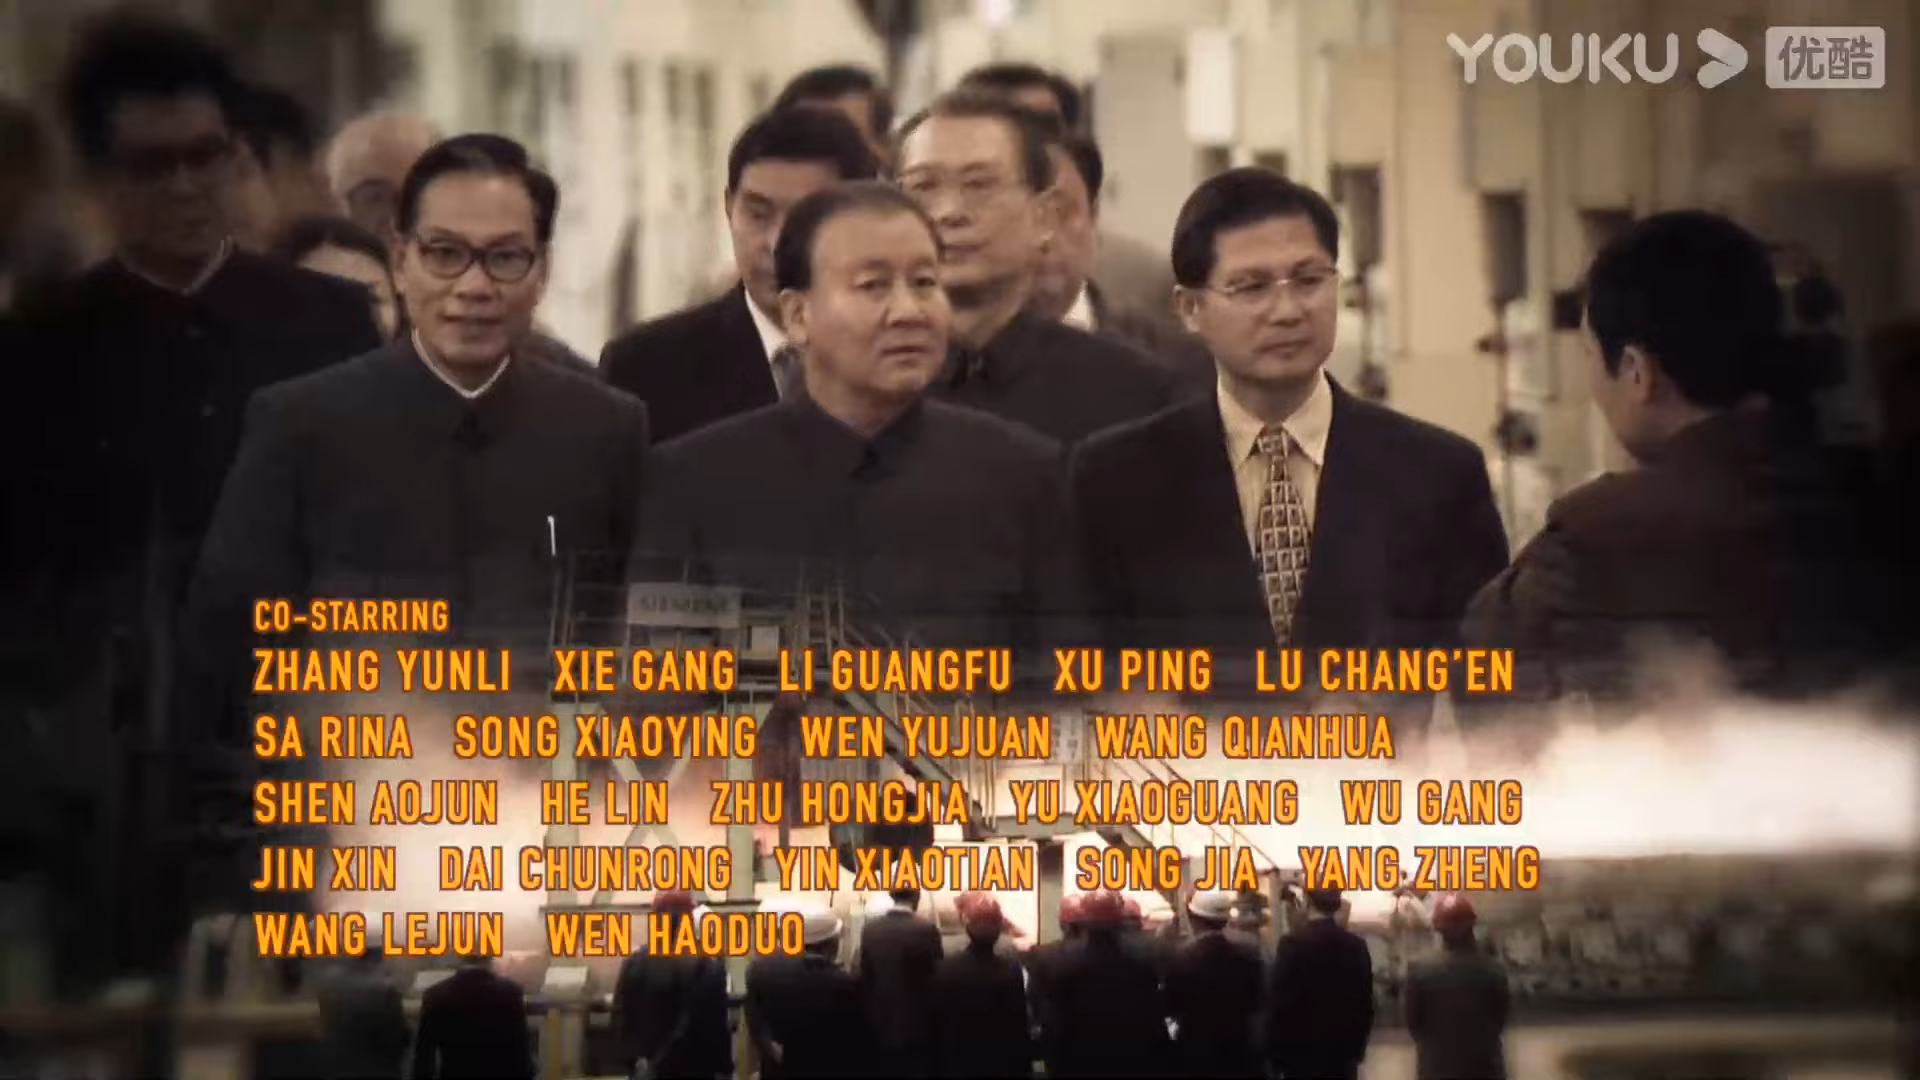 YOUKU 优酷
SIEMENS
CO-STARRING
ZHANG YUNLI XIE GANG LI GUANGFU XU PING LU CHANG'EN
SA RINA SONG XIAOYING WEN YUJUAN WANG QIANHUA
SHEN AOJUN HE LIN ZHU HONGJIA YU XIAOGUANG WU GANG
JIN XIN DAI CHUNRONG YIN XIAOTIAN SONG JIA YANG ZHENG
WANG LEJUN WEN HAODUO